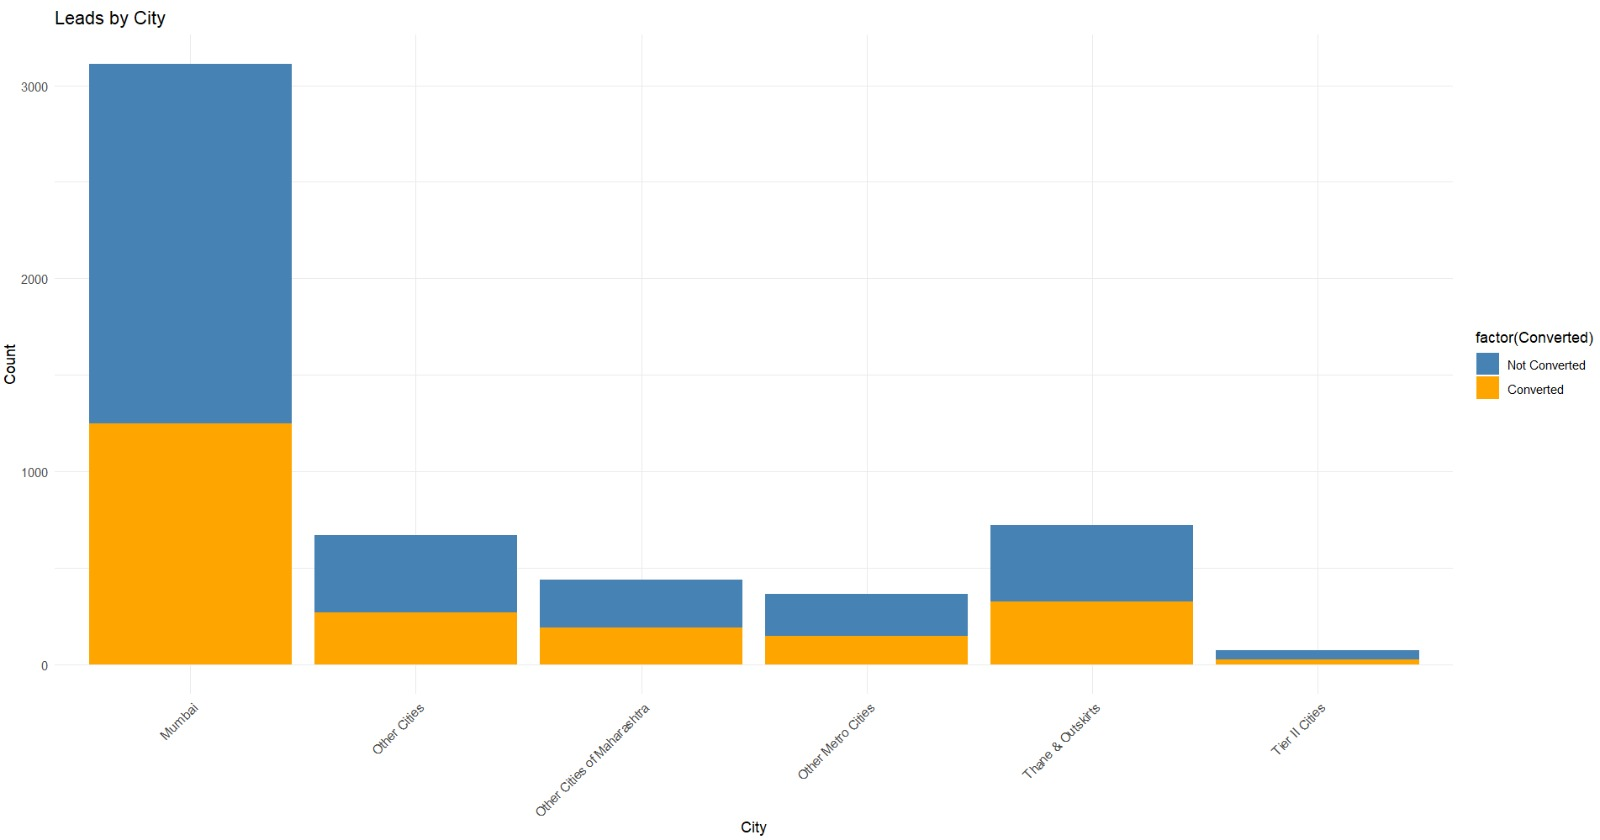 Leads by City
3000
2000
1000
0
Count
Mumbai
Other Cities
Other Cities of Maharashtra
Other Metro Cities
Thane & Outskirts
Tier II Cities
City
factor(Converted)
Not Converted
Converted